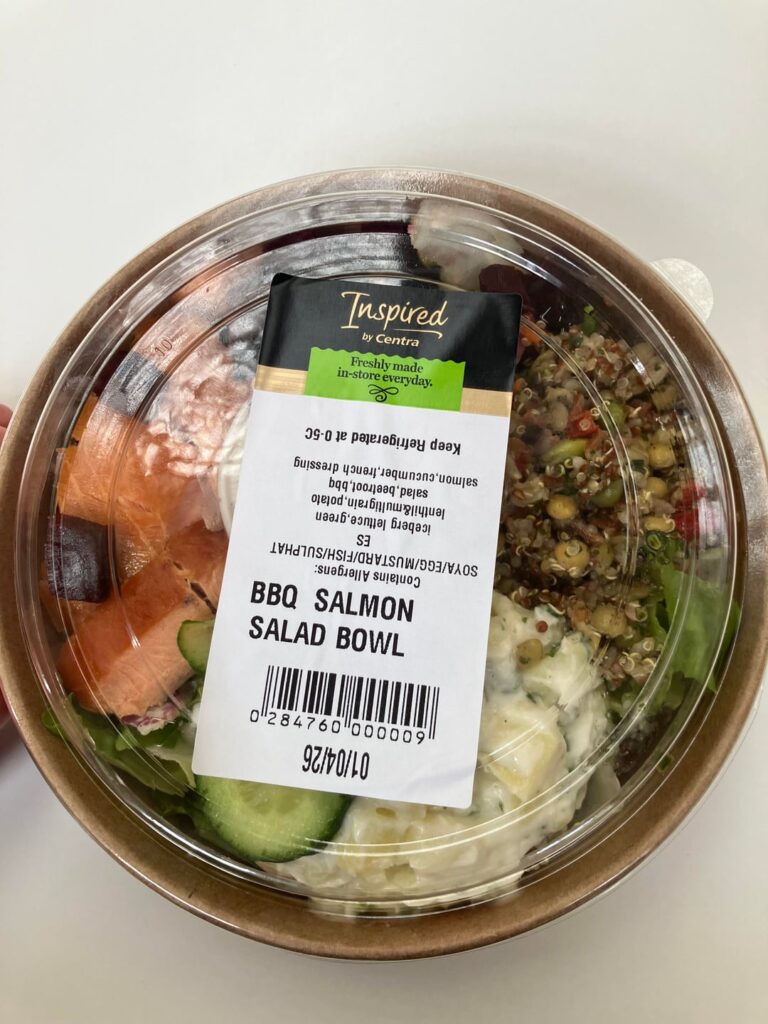 Inspired
by Centra
Freshly made
in-store everyday.
BBQ SALMON
SALAD BOWL
0 284760 000009
01/04/26
Contains Allergens:
SOYA/EGG/MUSTARD/FISH/SULPHAT
ES
iceberg lettuce,green
lenthil&multigrain,potato
salad,beetroot,bbq
salmon,cucumber,french dressing
Keep Refrigerated at 0-5C